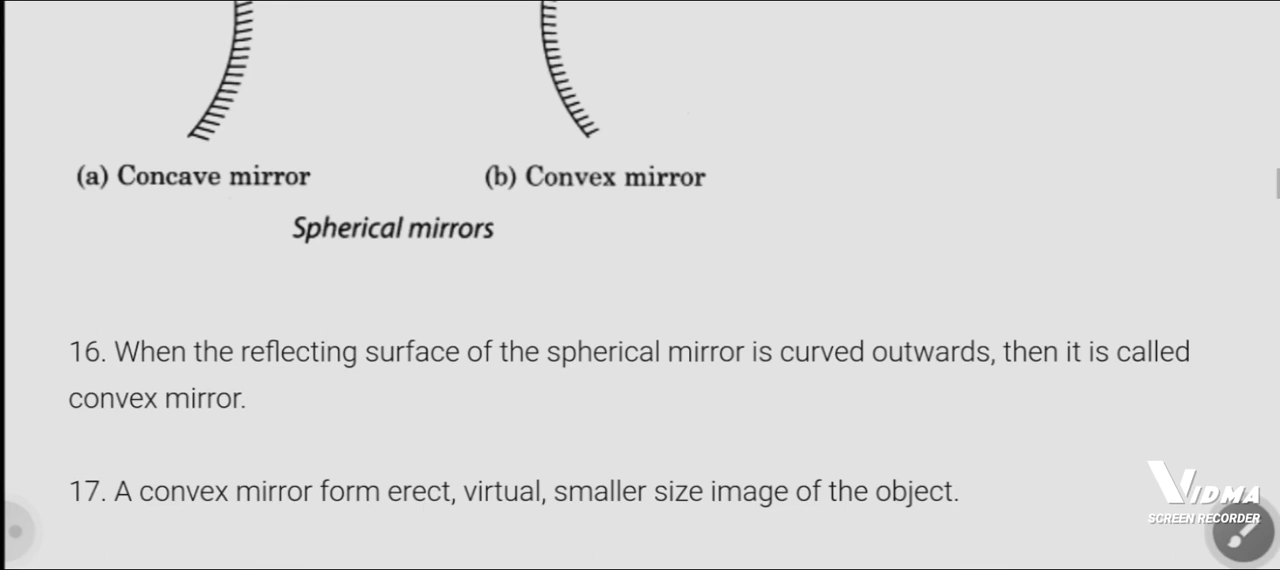 (a) Concave mirror (b) Convex mirror
Spherical mirrors
16. When the reflecting surface of the spherical mirror is curved outwards, then it is called
convex mirror.
17. A convex mirror form erect, virtual, smaller size image of the object.
VIDMA
SCREEN RECORDER